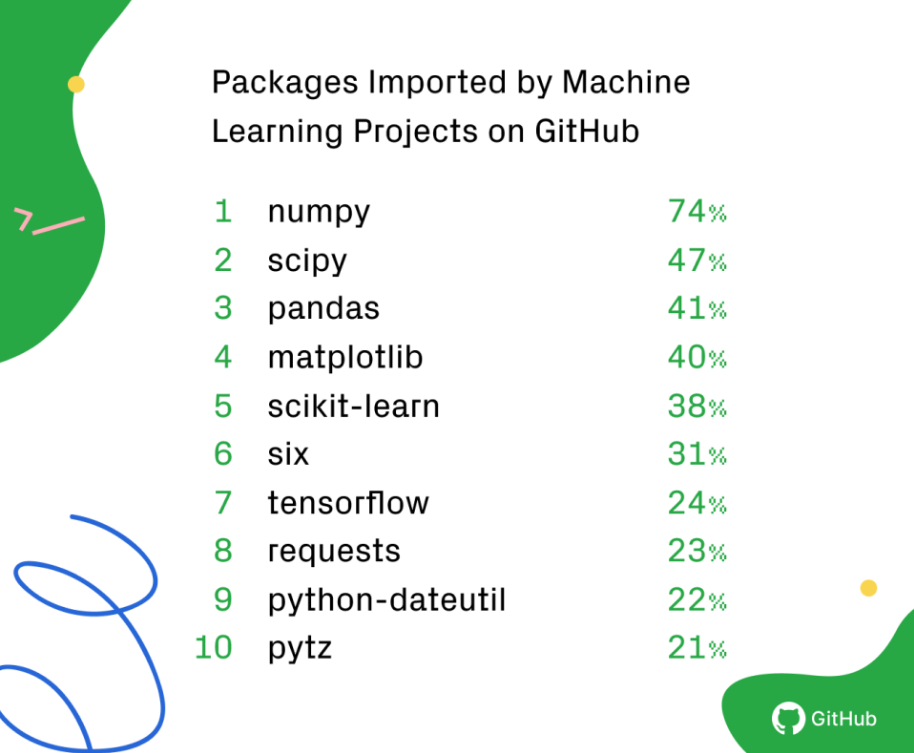 Packages Imported by Machine
Learning Projects on GitHub
1 numpy 74%
2 scipy 47%
3 pandas 41%
4 matplotlib 40%
5 scikit-learn 38%
6 six 31%
7 tensorflow 24%
8 requests 23%
9 python-dateutil 22%
10 pytz 21%
GitHub